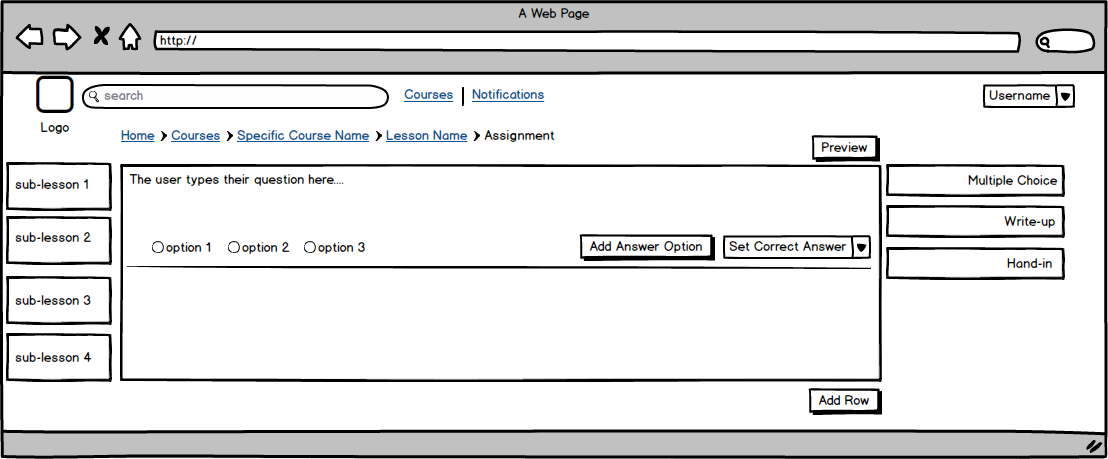 A Web Page
http://
search
Courses | Notifications
Username
Logo
Home > Courses > Specific Course Name > Lesson Name > Assignment
Preview
sub-lesson 1
sub-lesson 2
sub-lesson 3
sub-lesson 4
The user types their question here....
option 1 option 2 option 3
Add Answer Option
Set Correct Answer
Multiple Choice
Write-up
Hand-in
Add Row